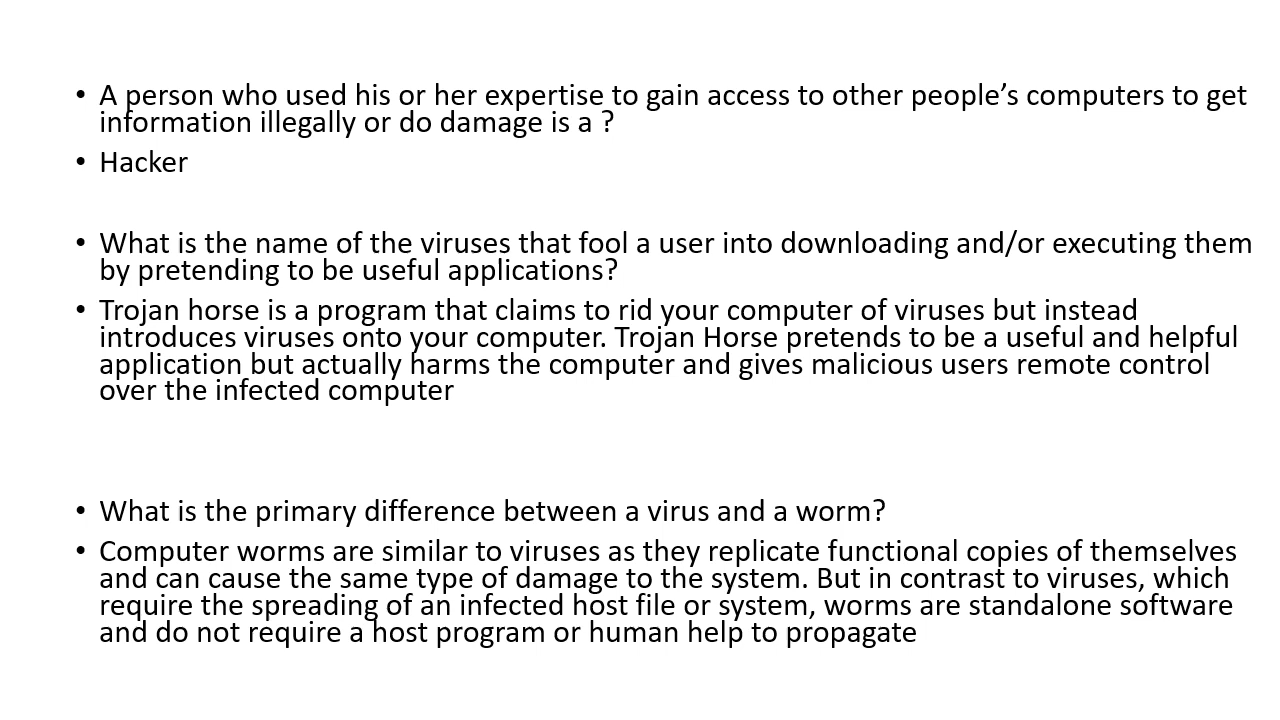 • A person who used his or her expertise to gain access to other people’s computers to get
information illegally or do damage is a ?
• Hacker
• What is the name of the viruses that fool a user into downloading and/or executing them
by pretending to be useful applications?
• Trojan horse is a program that claims to rid your computer of viruses but instead
introduces viruses onto your computer. Trojan Horse pretends to be a useful and helpful
application but actually harms the computer and gives malicious users remote control
over the infected computer
• What is the primary difference between a virus and a worm?
• Computer worms are similar to viruses as they replicate functional copies of themselves
and can cause the same type of damage to the system. But in contrast to viruses, which
require the spreading of an infected host file or system, worms are standalone software
and do not require a host program or human help to propagate